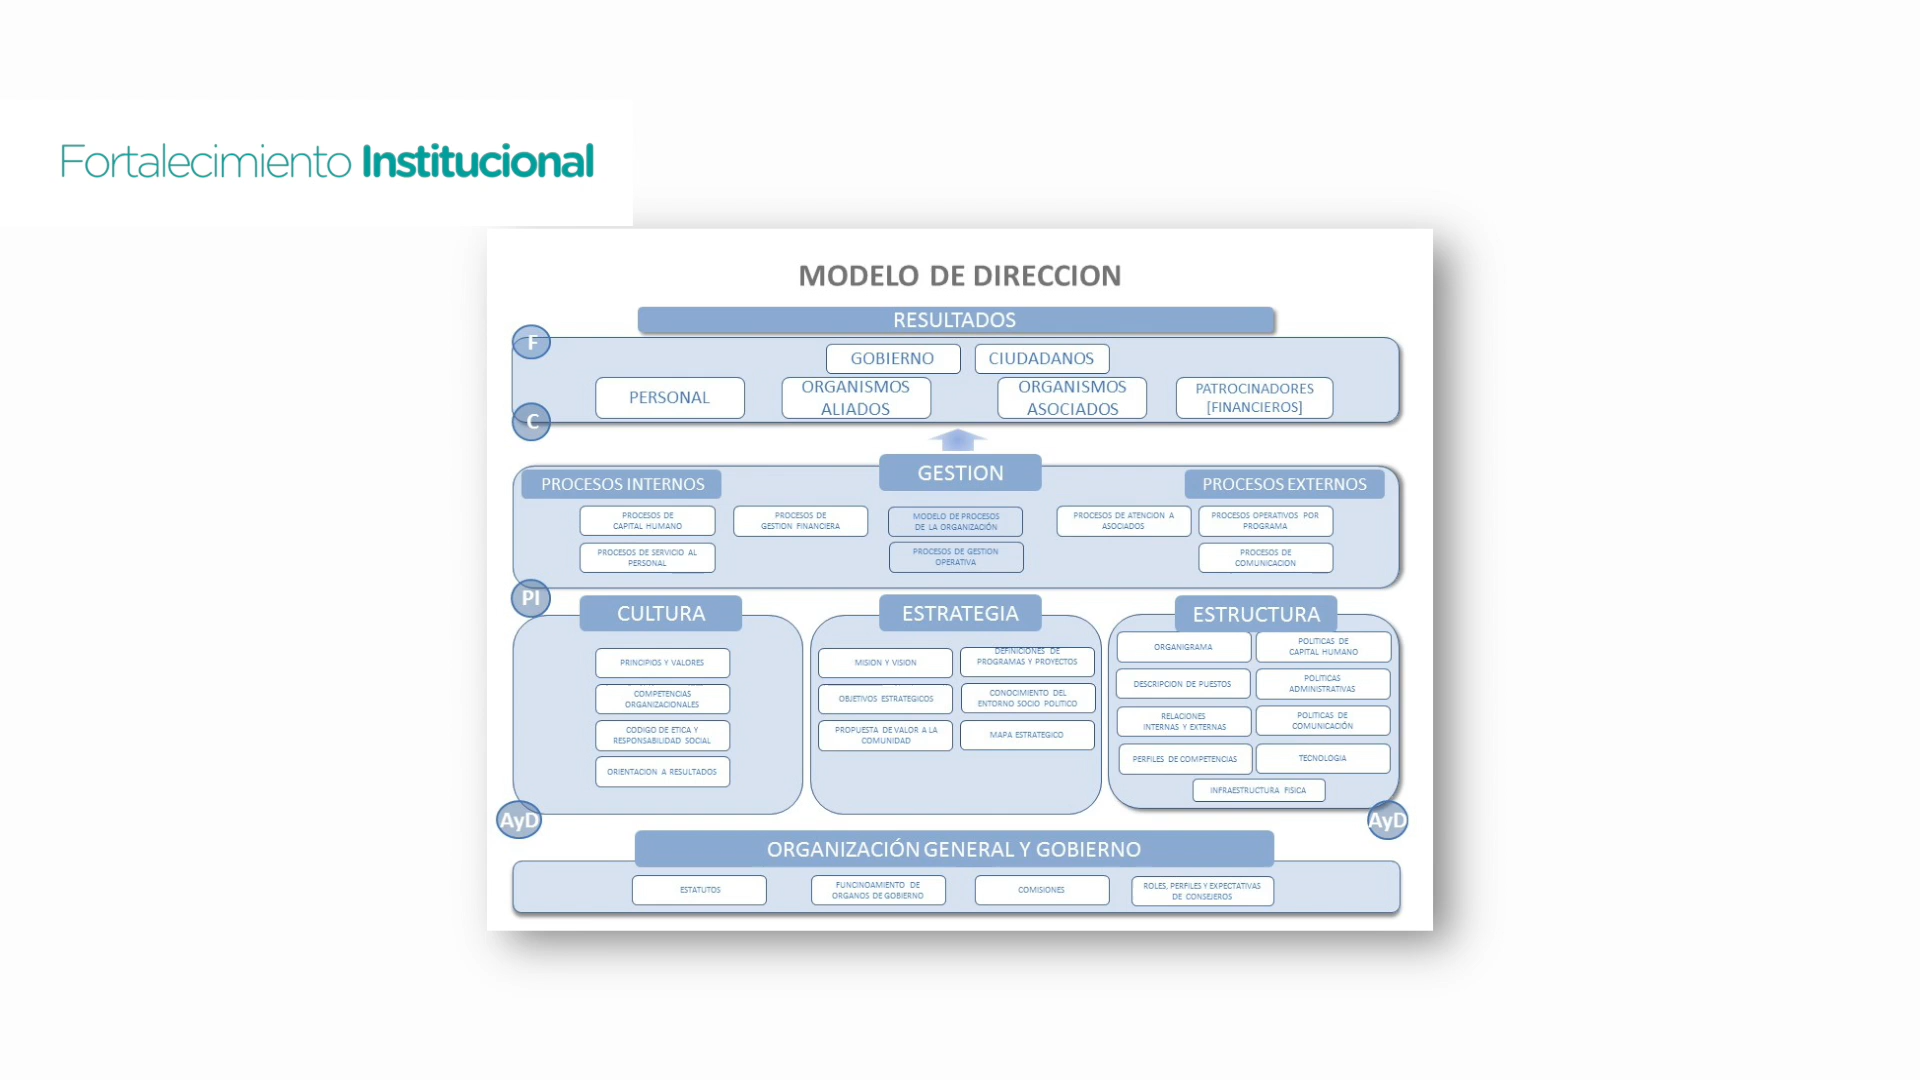 Fortalecimiento Institucional
MODELO DE DIRECCION
RESULTADOS
F
GOBIERNO
CIUDADANOS
PERSONAL
ORGANISMOS
ALIADOS
ORGANISMOS
ASOCIADOS
PATROCINADORES
[FINANCIEROS]
C
GESTION
PROCESOS INTERNOS
PROCESOS EXTERNOS
PROCESOS DE
CAPITAL HUMANO
PROCESOS DE
GESTION FINANCIERA
MODELO DE PROCESOS
DE LA ORGANIZACIÓN
PROCESOS DE ATENCION A
ASOCIADOS
PROCESOS OPERATIVOS POR
PROGRAMA
PROCESOS DE SERVICIO AL
PERSONAL
PROCESOS DE GESTION
OPERATIVA
PROCESOS DE
COMUNICACION
PI
CULTURA
PRINCIPIOS Y VALORES
COMPETENCIAS
ORGANIZACIONALES
CODIGO DE ETICA Y
RESPONSABILIDAD SOCIAL
ORIENTACION A RESULTADOS
ESTRATEGIA
MISION Y VISION
DEFINICIONES DE
PROGRAMAS Y PROYECTOS
OBJETIVOS ESTRATEGICOS
CONOCIMIENTO DEL
ENTORNO SOCIO POLITICO
PROPUESTA DE VALOR A LA
COMUNIDAD
MAPA ESTRATEGICO
ESTRUCTURA
ORGANIGRAMA
POLITICAS DE
CAPITAL HUMANO
DESCRIPCION DE PUESTOS
POLITICAS
ADMINISTRATIVAS
RELACIONES
INTERNAS Y EXTERNAS
POLITICAS DE
COMUNICACIÓN
PERFILES DE COMPETENCIAS
TECNOLOGIA
INFRAESTRUCTURA FISICA
AyD
AyD
ORGANIZACIÓN GENERAL Y GOBIERNO
ESTATUTOS
FUNCINOAMIENTO DE
ORGANOS DE GOBIERNO
COMISIONES
ROLES, PERFILES Y EXPECTATIVAS
DE CONSEJEROS